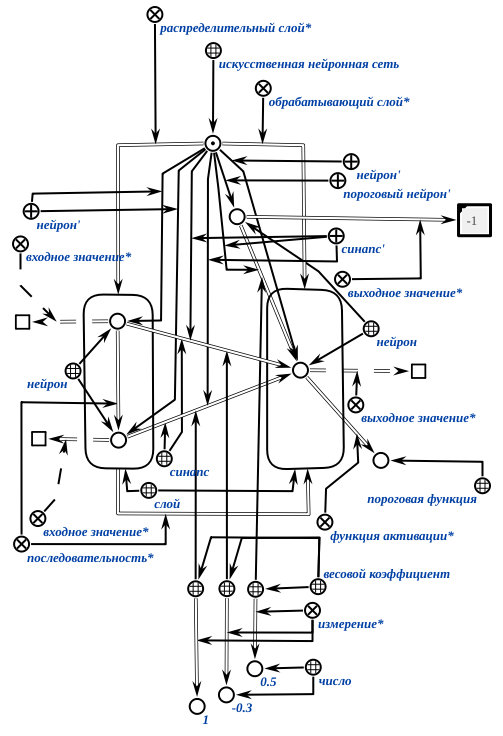 распределительный слой*
искусственная нейронная сеть
обрабатывающий слой*
нейрон'
пороговый нейрон'
нейрон'
-1
синапс'
входное значение*
выходное значение*
нейрон
нейрон
выходное значение*
синапс
пороговая функция
слой
входное значение*
функция активации*
последовательность*
весовой коэффициент
измерение*
число
0.5
-0.3
1